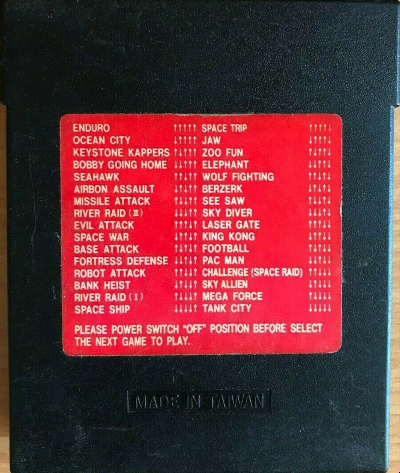 ENDURO
OCEAN CITY
KEYSTONE KAPPERS
BOBBY GOING HOME
SEAHAWK
AIRBON ASSAULT
MISSILE ATTACK
RIVER RAID (II)
EVIL ATTACK
SPACE WAR
BASE ATTACK
FORTRESS DEFENSE
ROBOT ATTACK
BANK HEIST
RIVER RAID (I)
SPACE SHIP
SPACE TRIP
JAW
ZOO FUN
ELEPHANT
WOLF FIGHTING
BERZERK
SEE SAW
SKY DIVER
LASER GATE
KING KONG
FOOTBALL
PAC MAN
CHALLENGE (SPACE RAID)
SKY ALLIEN
MEGA FORCE
TANK CITY
PLEASE POWER SWITCH "OFF" POSITION BEFORE SELECT
THE NEXT GAME TO PLAY.
MADE IN TAIWAN